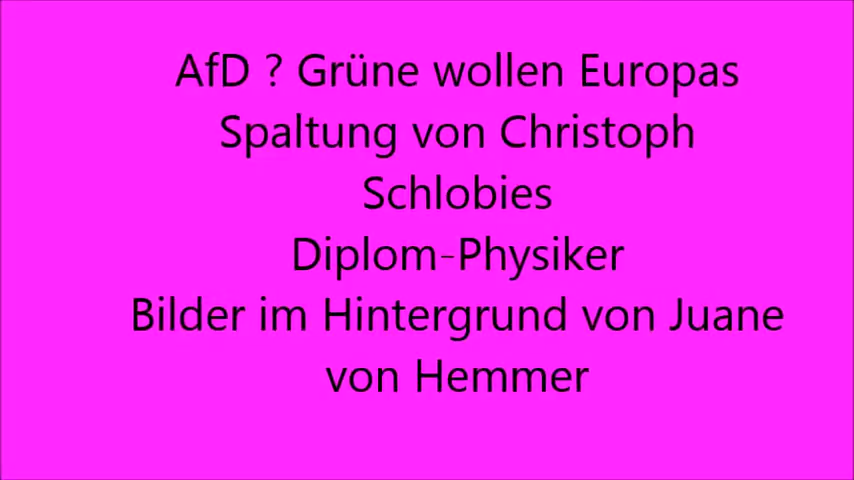 AfD ? Grüne wollen Europas
Spaltung von Christoph
Schlobies
Diplom-Physiker
Bilder im Hintergrund von Juane
von Hemmer